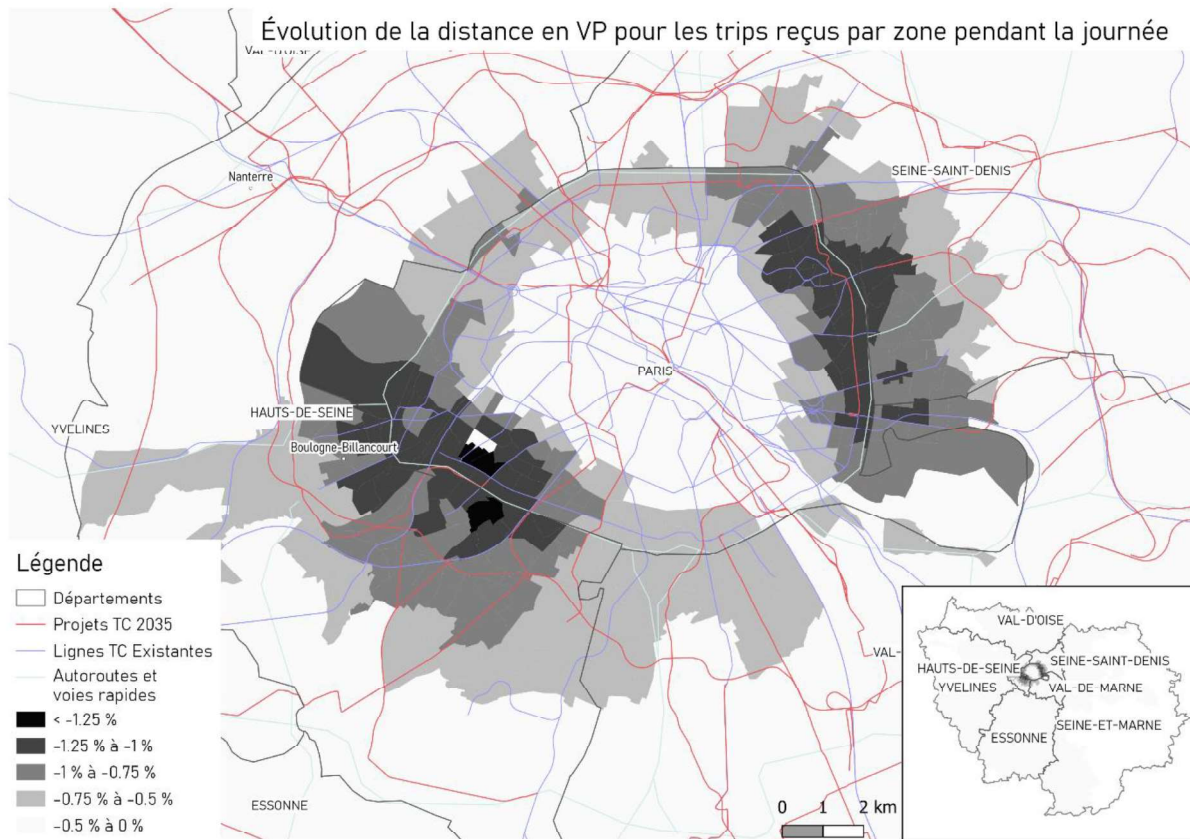 Évolution de la distance en VP pour les trips reçus par zone pendant la journée
VAL-D'OISE
Nanterre
SEINE-SAINT-DENIS
PARIS
HAUTS-DE-SEINE
YVELINES
Boulogne-Billancourt
VAL-
ESSONNE
Légende
Départements
Projets TC 2035
Lignes TC Existantes
Autoroutes et
voies rapides
< -1.25 %
-1.25 % à -1 %
-1 % à -0.75 %
-0.75 % à -0.5 %
-0.5 % à 0 %
0 1 2 km
VAL-D'OISE
HAUTS-DE-SEINE
SEINE-SAINT-DENIS
YVELINES
VAL-DE-MARNE
SEINE-ET-MARNE
ESSONNE